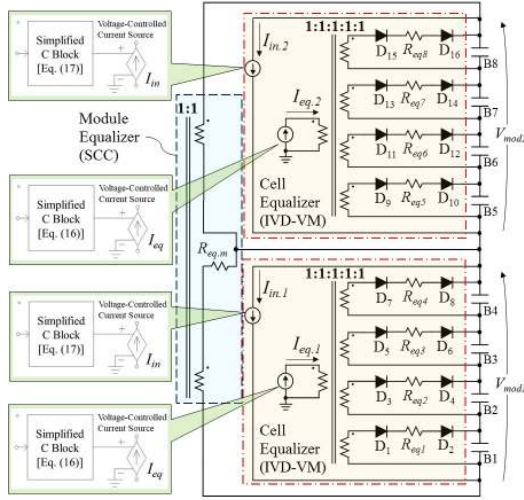 Simplified
C Block
[Eq. (17)]
Voltage-Controlled
Current Source
I_in
Simplified
C Block
[Eq. (16)]
Voltage-Controlled
Current Source
I_eq
Simplified
C Block
[Eq. (17)]
Voltage-Controlled
Current Source
I_in
Simplified
C Block
[Eq. (16)]
Voltage-Controlled
Current Source
I_eq
Module
Equalizer
(SCC)
1:1
R_eq.m
I_in.2
1:1:1:1:1
I_eq.2
Cell
Equalizer
(IVD-VM)
D15 R_eq8 D16
B8
D13 R_eq7 D14
B7
D11 R_eq6 D12
B6
D9 R_eq5 D10
B5
I_in.1
1:1:1:1:1
I_eq.1
Cell
Equalizer
(IVD-VM)
D7 R_eq4 D8
B4
D5 R_eq3 D6
B3
D3 R_eq2 D4
B2
D1 R_eq1 D2
B1